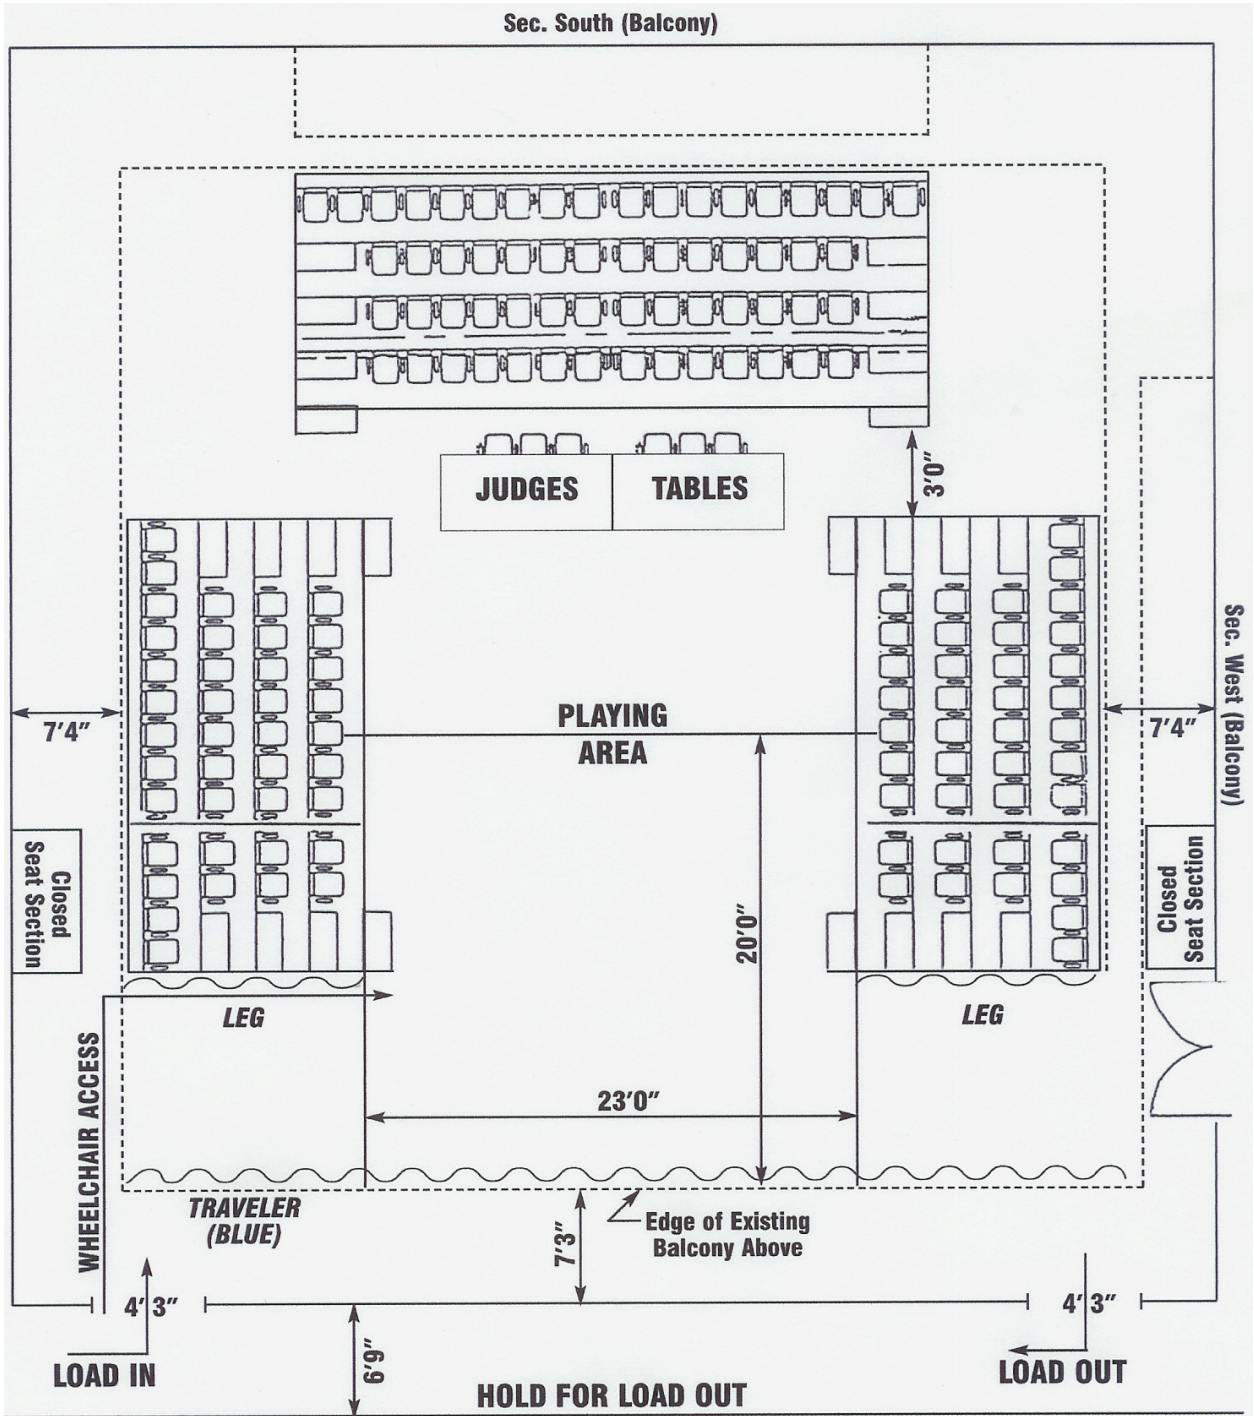 Sec. South (Balcony)
JUDGES
TABLES
3'0"
Sec. West (Balcony)
PLAYING
AREA
7'4"
7'4"
Closed
Seat Section
Closed
Seat Section
20'0"
LEG
LEG
WHEELCHAIR ACCESS
23'0"
TRAVELER
(BLUE)
Edge of Existing
Balcony Above
7'3"
4'3"
4'3"
6'9"
LOAD IN
LOAD OUT
HOLD FOR LOAD OUT